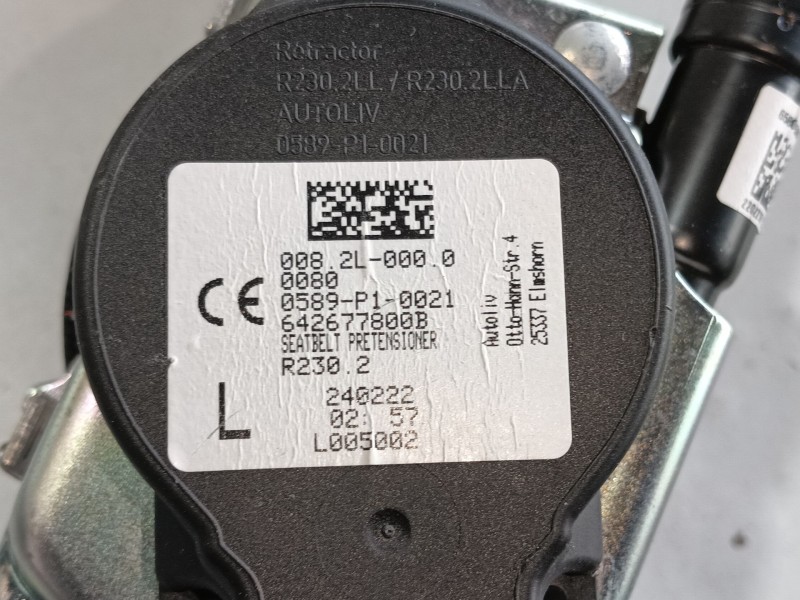 Retractor
R230.2LL / R230.2LLA
AUTOLIV
0589-P1-0021
008.2L-000.0
0080
CE
0589-P1-0021
642677800B
SEATBELT PRETENSIONER
R230.2
L
240222
02: 57
L005002
Autoliv
Otto-Hahn-Str.4
25337 Elmshorn